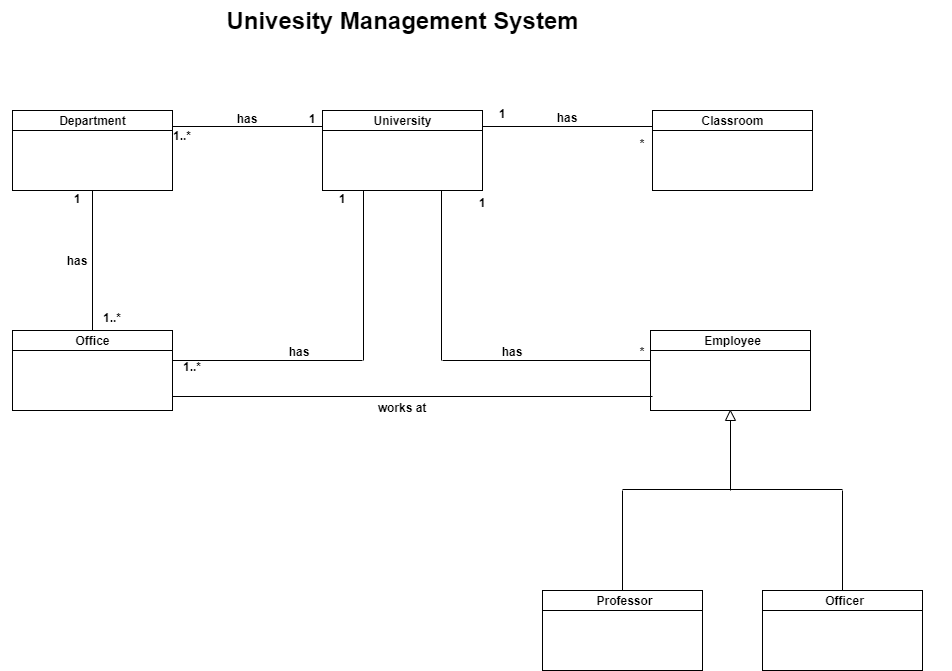 Univesity Management System
Department
has
1
University
1
has
Classroom
1..*
*
1
1
1
has
1..*
Office
Employee
has
has
*
1..*
works at
Professor
Officer